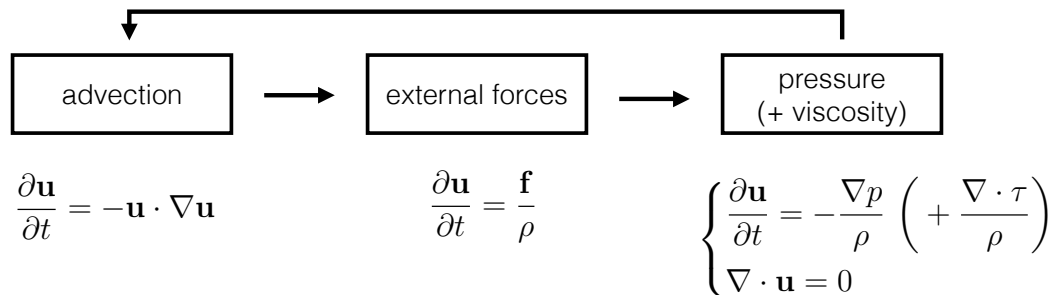 advection
external forces
pressure
(+ viscosity)
∂u/∂t = −u · ∇u
∂u/∂t = f/ρ
{ ∂u/∂t = −∇p/ρ ( + ∇ · τ/ρ )
∇ · u = 0